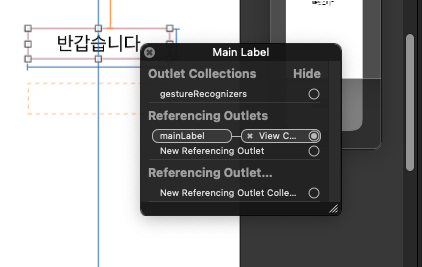 반갑습니다
Main Label
Outlet Collections Hide
gestureRecognizers
Referencing Outlets
mainLabel View C...
New Referencing Outlet
Referencing Outlet...
New Referencing Outlet Colle...